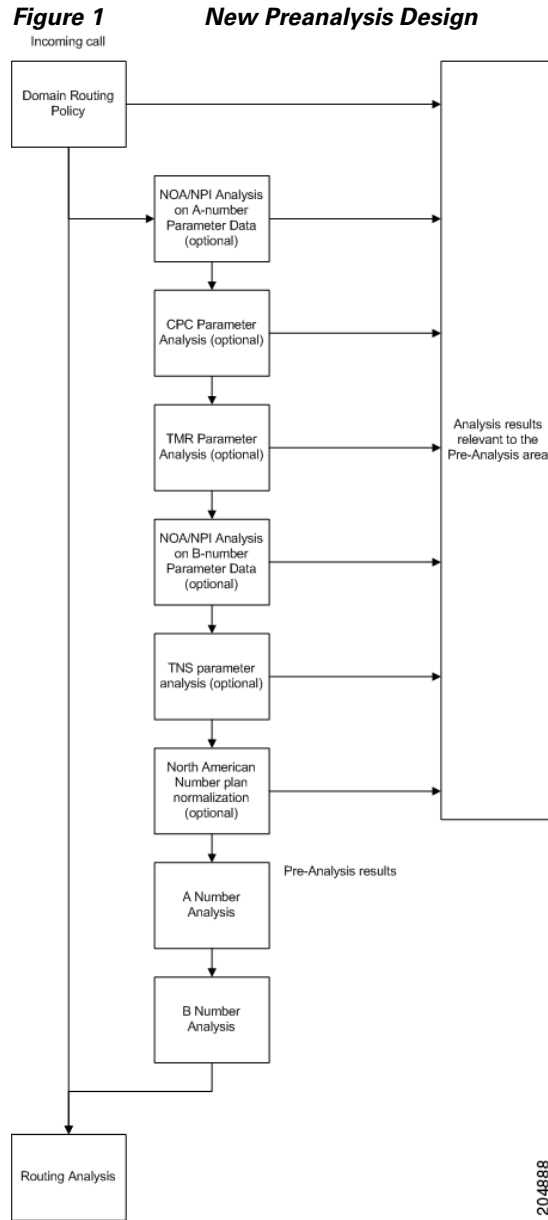 Figure 1 New Preanalysis Design
Incoming call
Domain Routing
Policy
NOA/NPI Analysis
on A-number
Parameter Data
(optional)
CPC Parameter
Analysis (optional)
TMR Parameter
Analysis (optional)
Analysis results
relevant to the
Pre-Analysis area
NOA/NPI Analysis
on B-number
Parameter Data
(optional)
TNS parameter
analysis (optional)
North American
Number plan
normalization
(optional)
Pre-Analysis results
A Number
Analysis
B Number
Analysis
Routing Analysis
204888